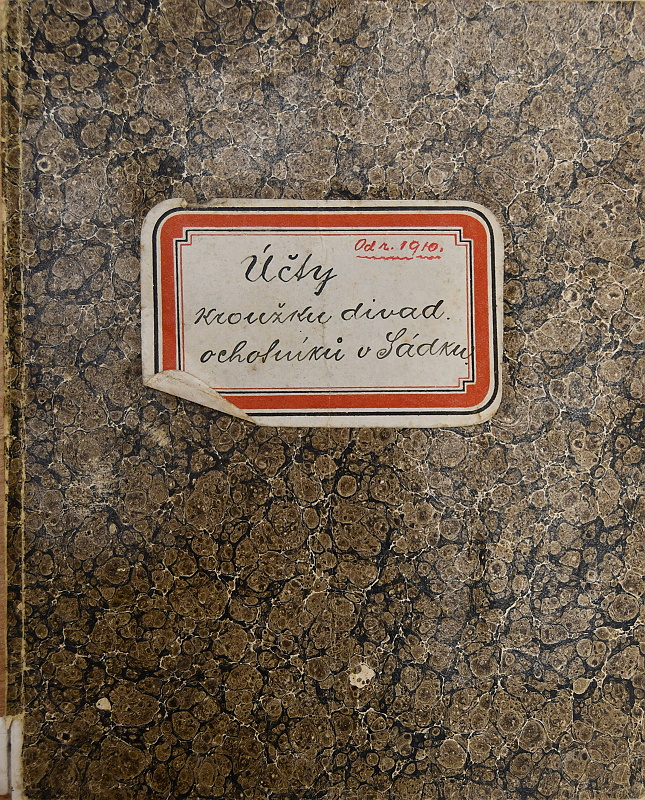 Od r. 1910.
Účty
kroužku divad.
ochotníků v Sádku